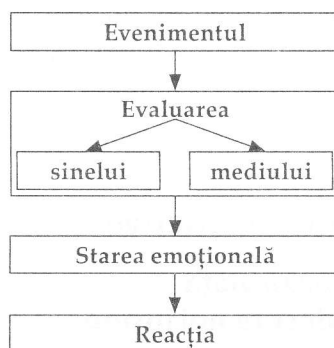 Evenimentul
Evaluarea
sinelui mediului
Starea emoțională
Reacția